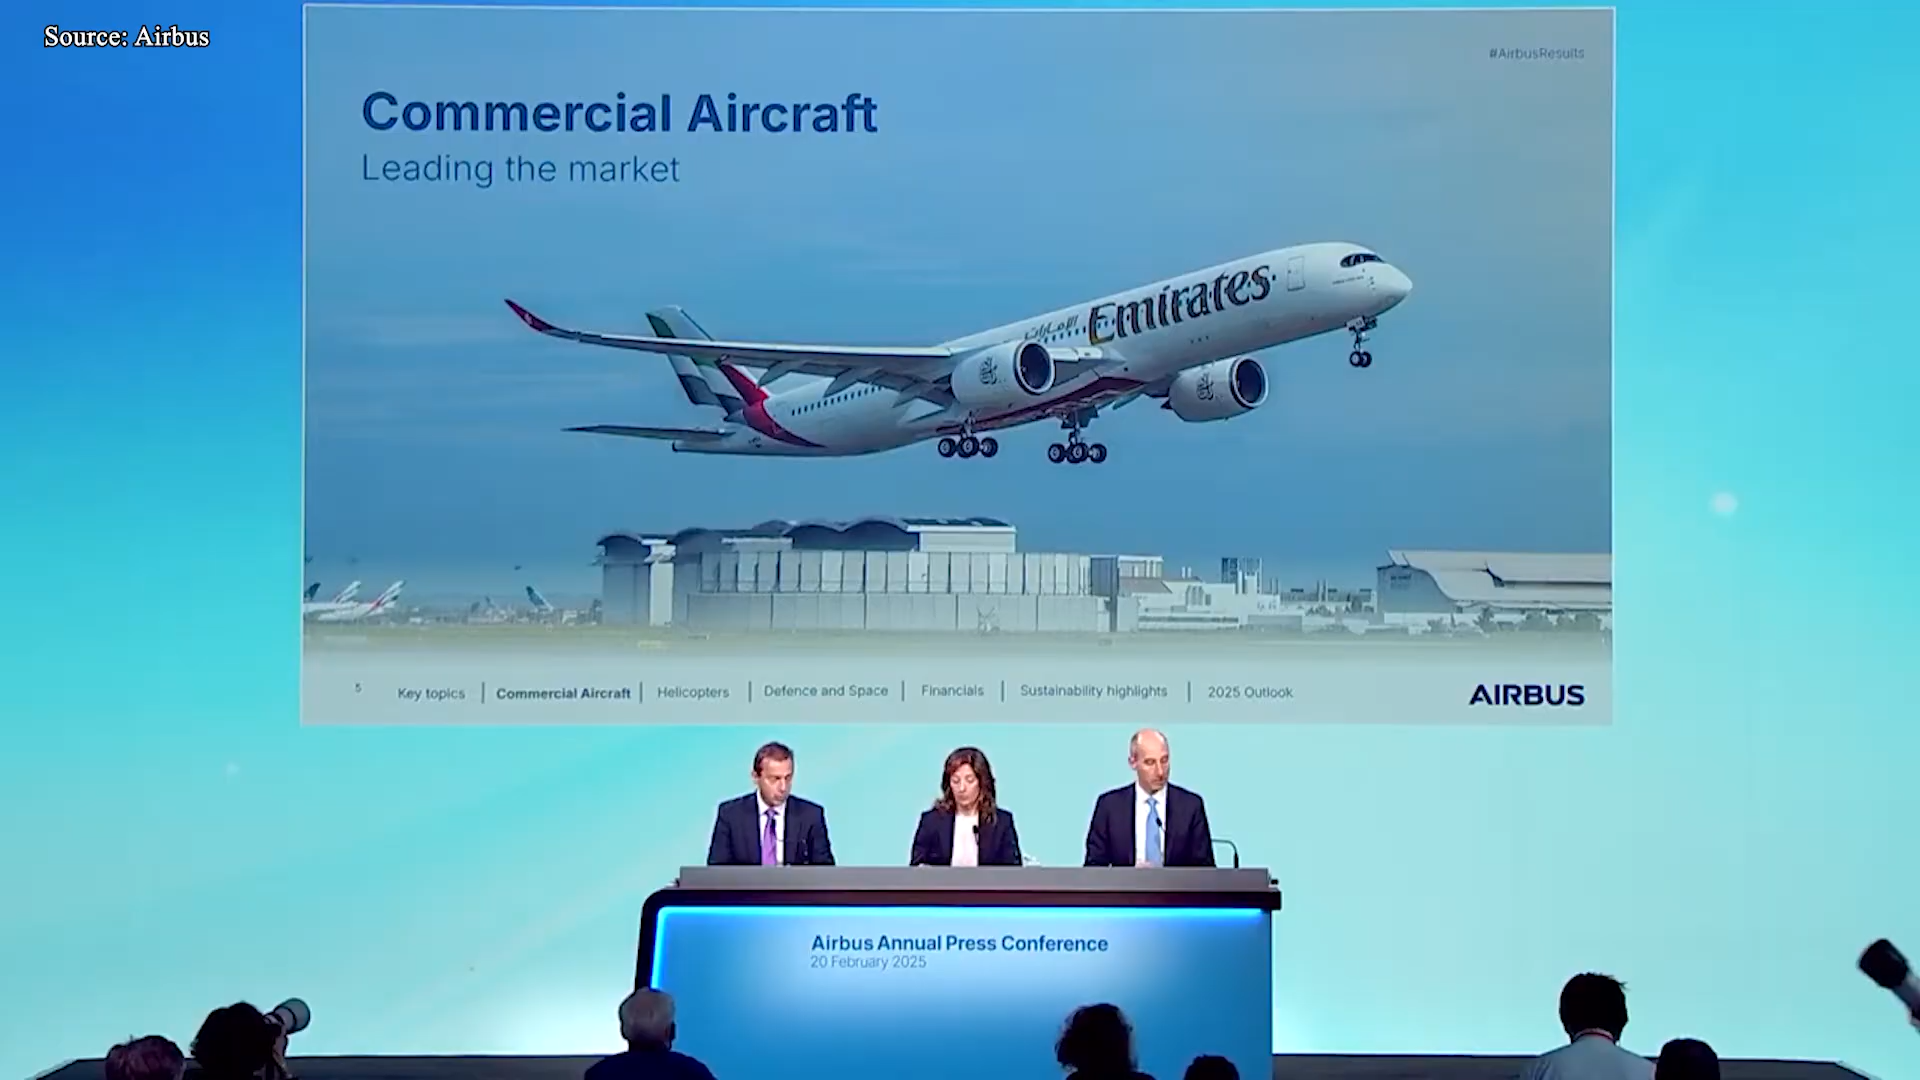 Source: Airbus
#AirbusResults
Commercial Aircraft
Leading the market
الإمارات Emirates
5 Key topics | Commercial Aircraft | Helicopters | Defence and Space | Financials | Sustainability highlights | 2025 Outlook
AIRBUS
Airbus Annual Press Conference
20 February 2025